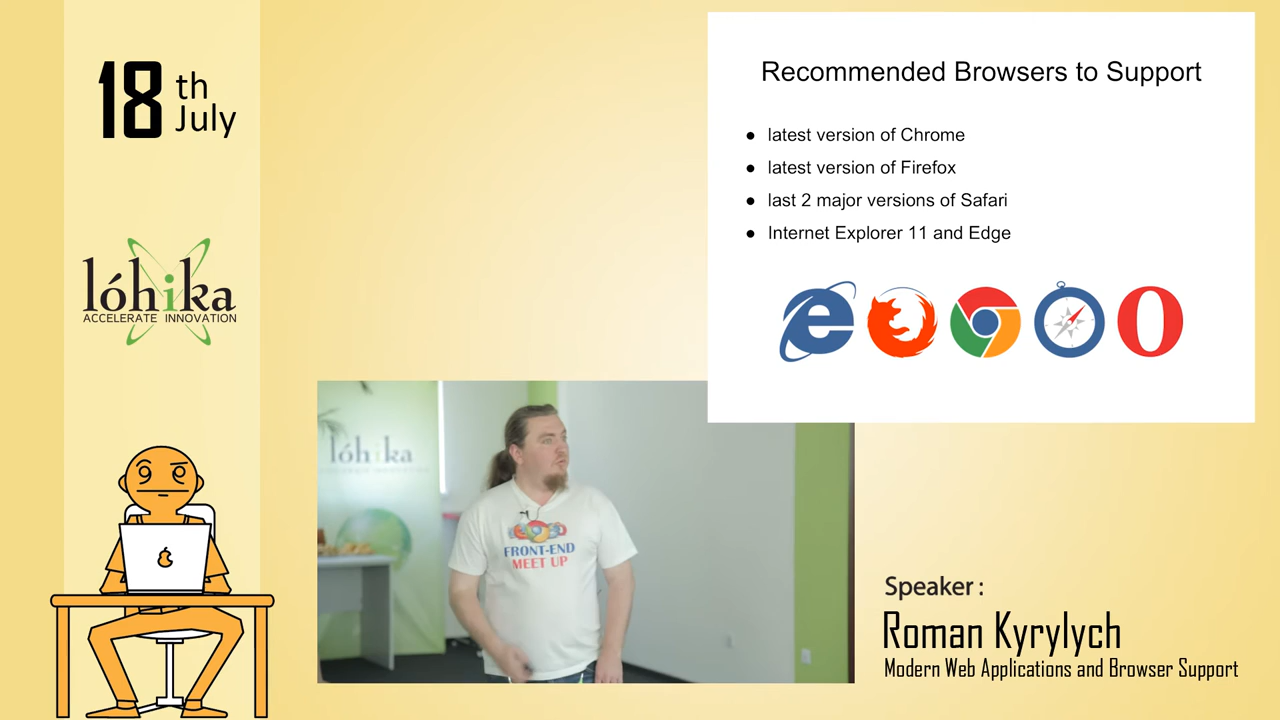 18 th
July
lóhika
ACCELERATE INNOVATION
Recommended Browsers to Support
● latest version of Chrome
● latest version of Firefox
● last 2 major versions of Safari
● Internet Explorer 11 and Edge
lóhika
FRONT-END
MEET UP
Speaker :
Roman Kyrylych
Modern Web Applications and Browser Support